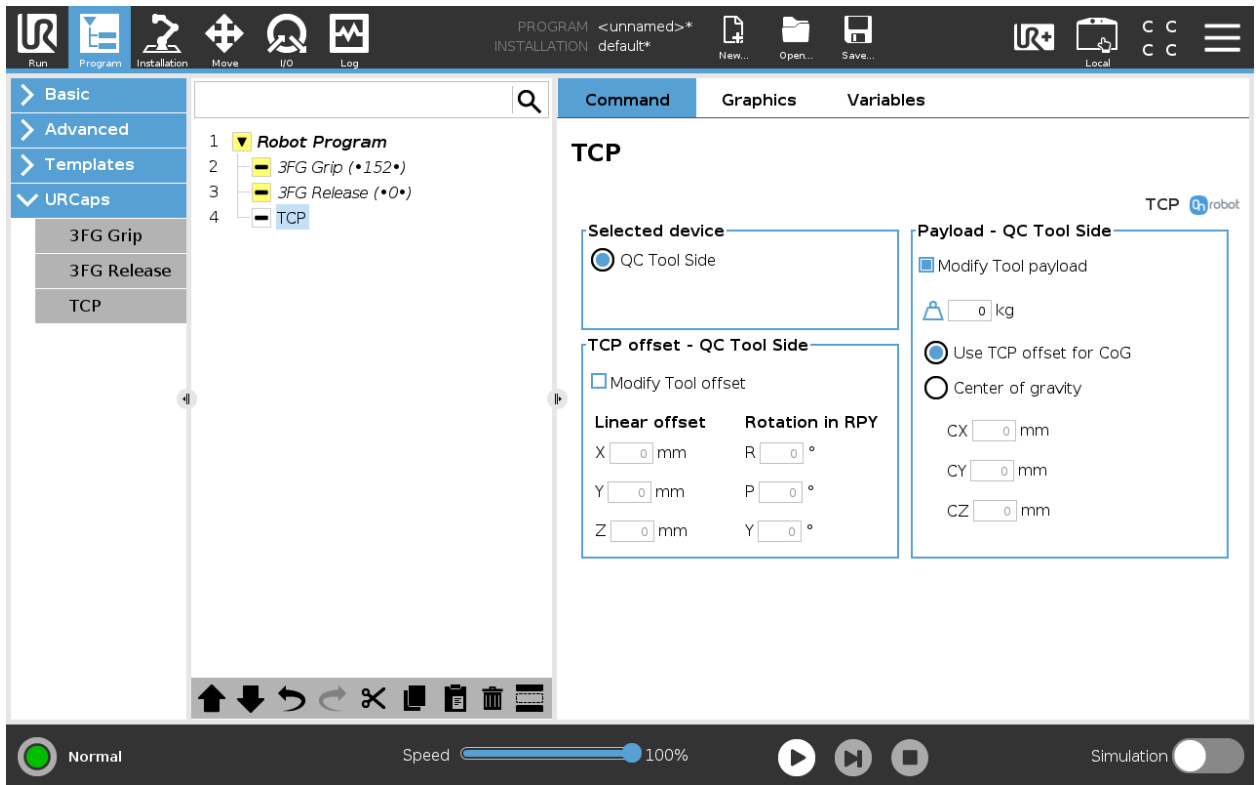 PROGRAM <unnamed>*
INSTALLATION default*
UR
Run
Program
Installation
Move
I/O
Log
New...
Open...
Save...
UR+
Local
C C
C C
Basic
Advanced
Templates
URCaps
3FG Grip
3FG Release
TCP
1 Robot Program
2 3FG Grip (•152•)
3 3FG Release (•0•)
4 TCP
Command Graphics Variables
TCP
TCP On robot
Selected device
QC Tool Side
TCP offset - QC Tool Side
Modify Tool offset
Linear offset Rotation in RPY
X 0 mm R 0 °
Y 0 mm P 0 °
Z 0 mm Y 0 °
Payload - QC Tool Side
Modify Tool payload
0 kg
Use TCP offset for CoG
Center of gravity
CX 0 mm
CY 0 mm
CZ 0 mm
Normal
Speed 100%
Simulation